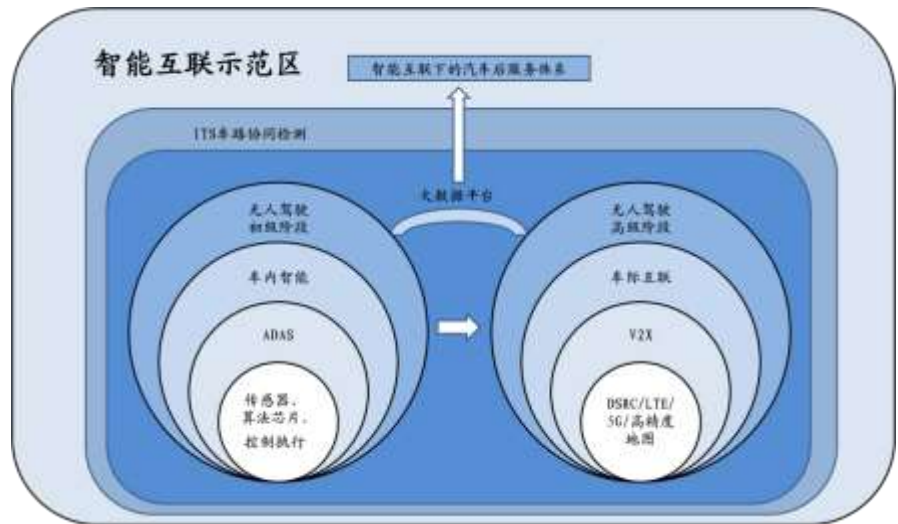 智能互联示范区
智能互联下的汽车后服务体系
ITS车路协同检测
大数据平台
无人驾驶
初级阶段
车内智能
ADAS
传感器、
算法芯片、
控制执行
无人驾驶
高级阶段
车际互联
V2X
DSRC/LTE/
5G/高精度
地图